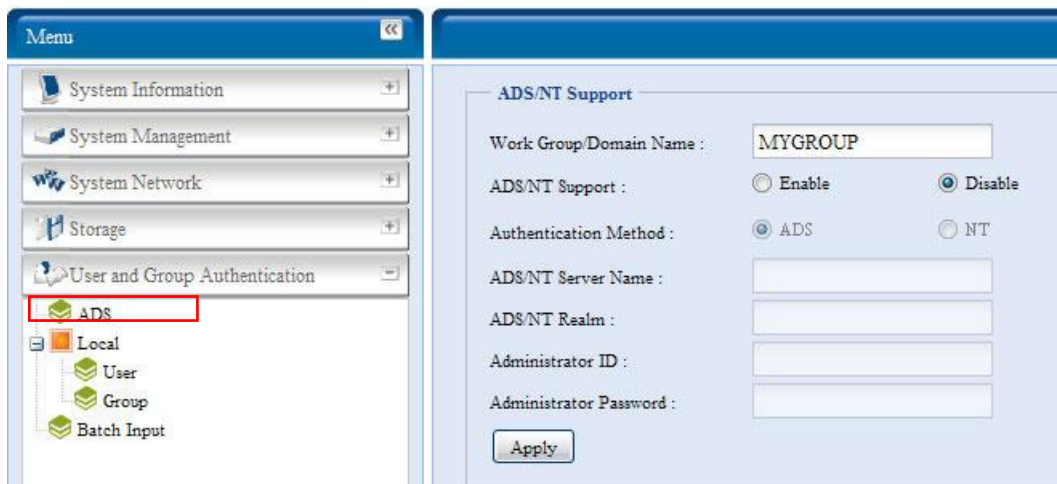 Menu
System Information
System Management
System Network
Storage
User and Group Authentication
ADS
Local
User
Group
Batch Input
ADS/NT Support
Work Group/Domain Name : MYGROUP
ADS/NT Support : Enable Disable
Authentication Method : ADS NT
ADS/NT Server Name :
ADS/NT Realm :
Administrator ID :
Administrator Password :
Apply